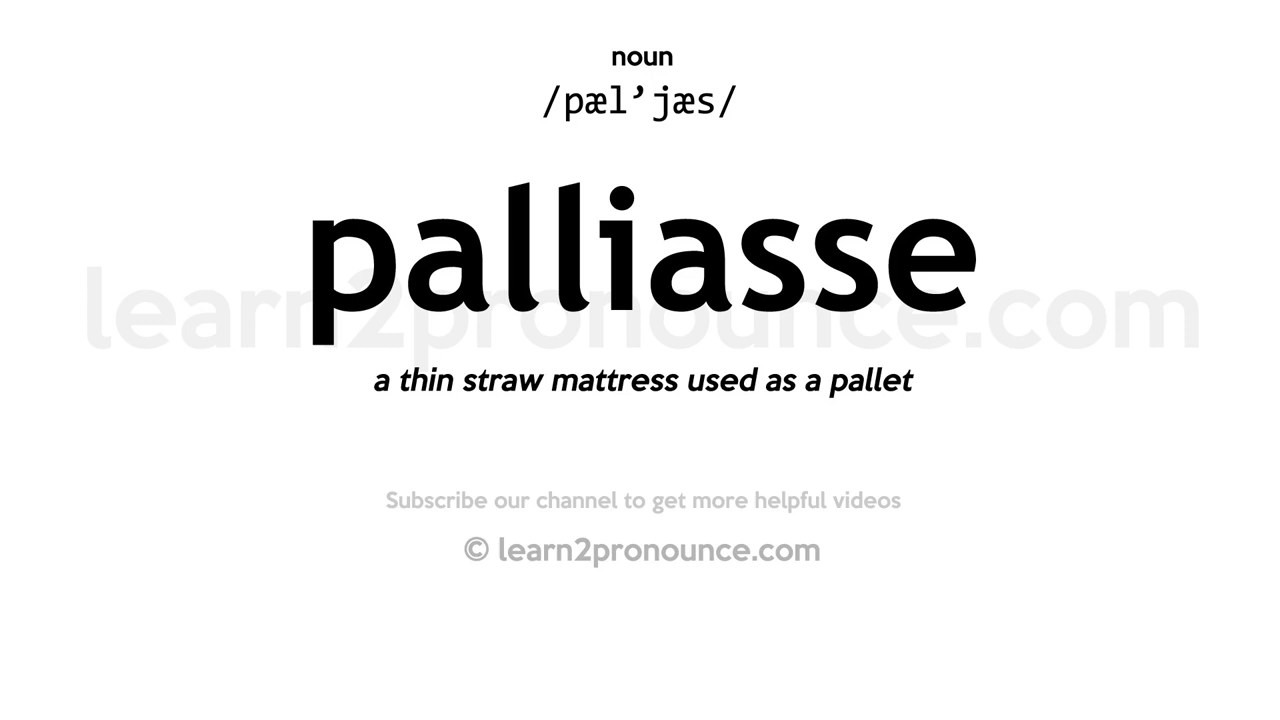 noun
/pælʼjæs/
palliasse
learn2pronounce.com
a thin straw mattress used as a pallet
Subscribe our channel to get more helpful videos
© learn2pronounce.com